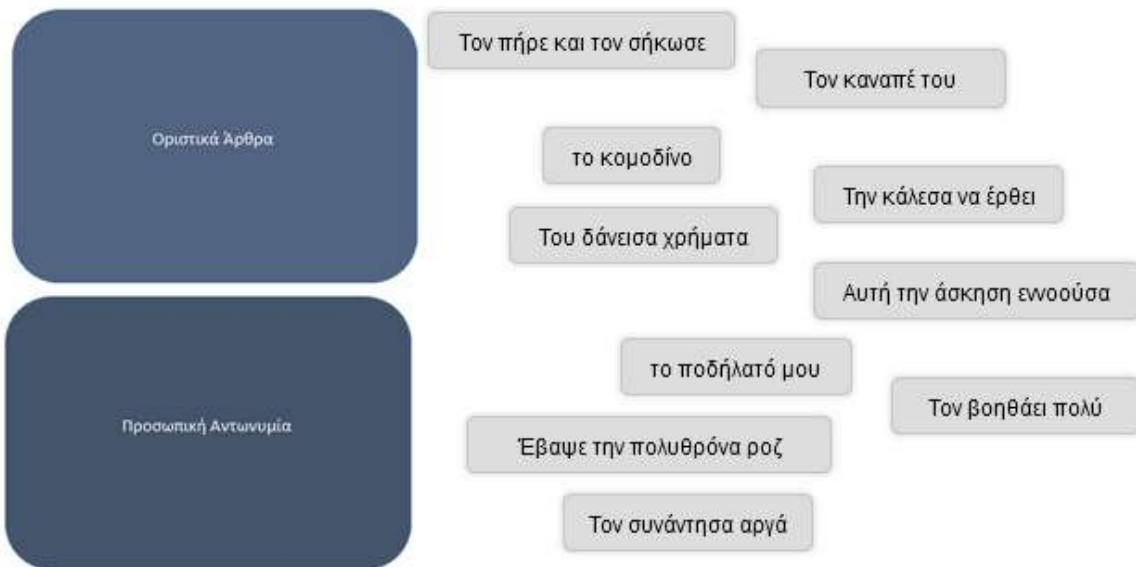 Οριστικά Άρθρα
Προσωπική Αντωνυμία
Τον πήρε και τον σήκωσε
Τον καναπέ του
το κομοδίνο
Την κάλεσα να έρθει
Του δάνεισα χρήματα
Αυτή την άσκηση εννοούσα
το ποδήλατό μου
Τον βοηθάει πολύ
Έβαψε την πολυθρόνα ροζ
Τον συνάντησα αργά